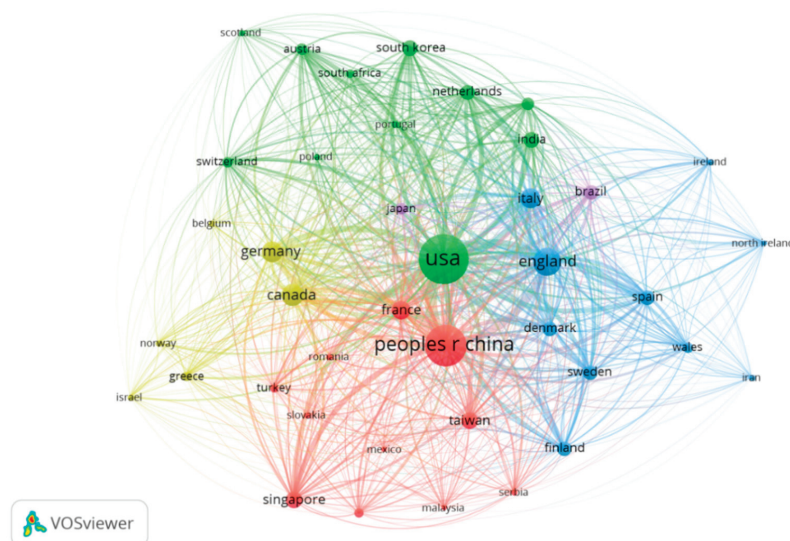 scotland
austria
south korea
south africa
netherlands
portugal
india
poland
switzerland
ireland
italy
brazil
japan
belgium
north ireland
germany
usa
england
canada
spain
france
denmark
norway
peoples r china
wales
romania
greece
sweden
iran
turkey
israel
slovakia
taiwan
mexico
finland
singapore
serbia
malaysia
VOSviewer